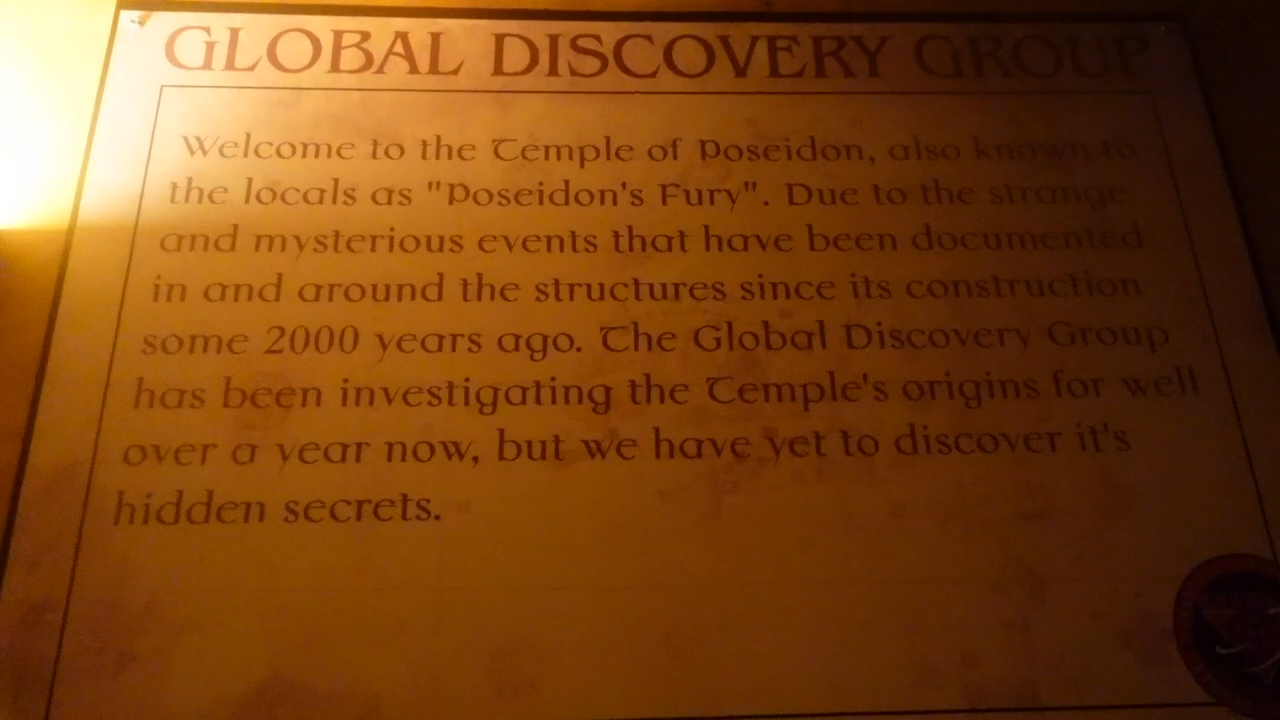 GLOBAL DISCOVERY GROUP
Welcome to the Temple of Poseidon, also known to
the locals as "Poseidon's Fury". Due to the strange
and mysterious events that have been documented
in and around the structures since its construction
some 2000 years ago. The Global Discovery Group
has been investigating the Temple's origins for well
over a year now, but we have yet to discover it's
hidden secrets.